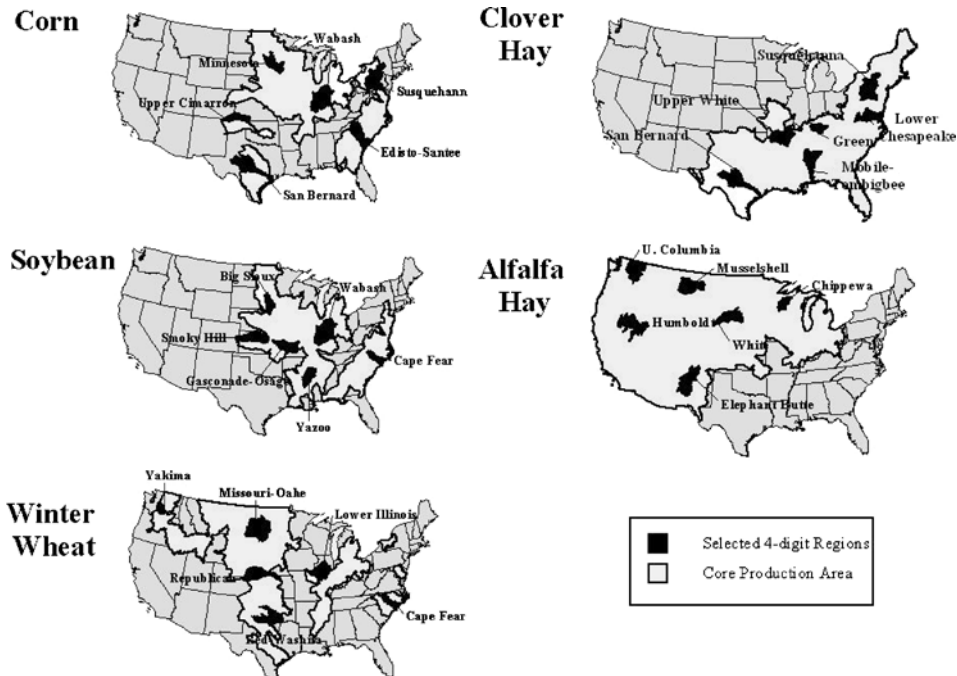 Corn
Wabash
Minnesota
Upper Cimarron
Susquehann
Edisto-Santee
San Bernard
Clover
Hay
Susquehanna
Upper White
San Bernard
Lower
Chesapeake
Green
Mobile-
Tombigbee
Soybean
Big Sioux
Wabash
Smoky Hill
Cape Fear
Gasconade-Osage
Yazoo
Alfalfa
Hay
U. Columbia
Musselshell
Chippewa
Humboldt
Elephant Butte
Winter
Wheat
Yakima
Missouri-Oahe
Lower Illinois
Republican
Cape Fear
Red-Washita
Selected 4-digit Regions
Core Production Area